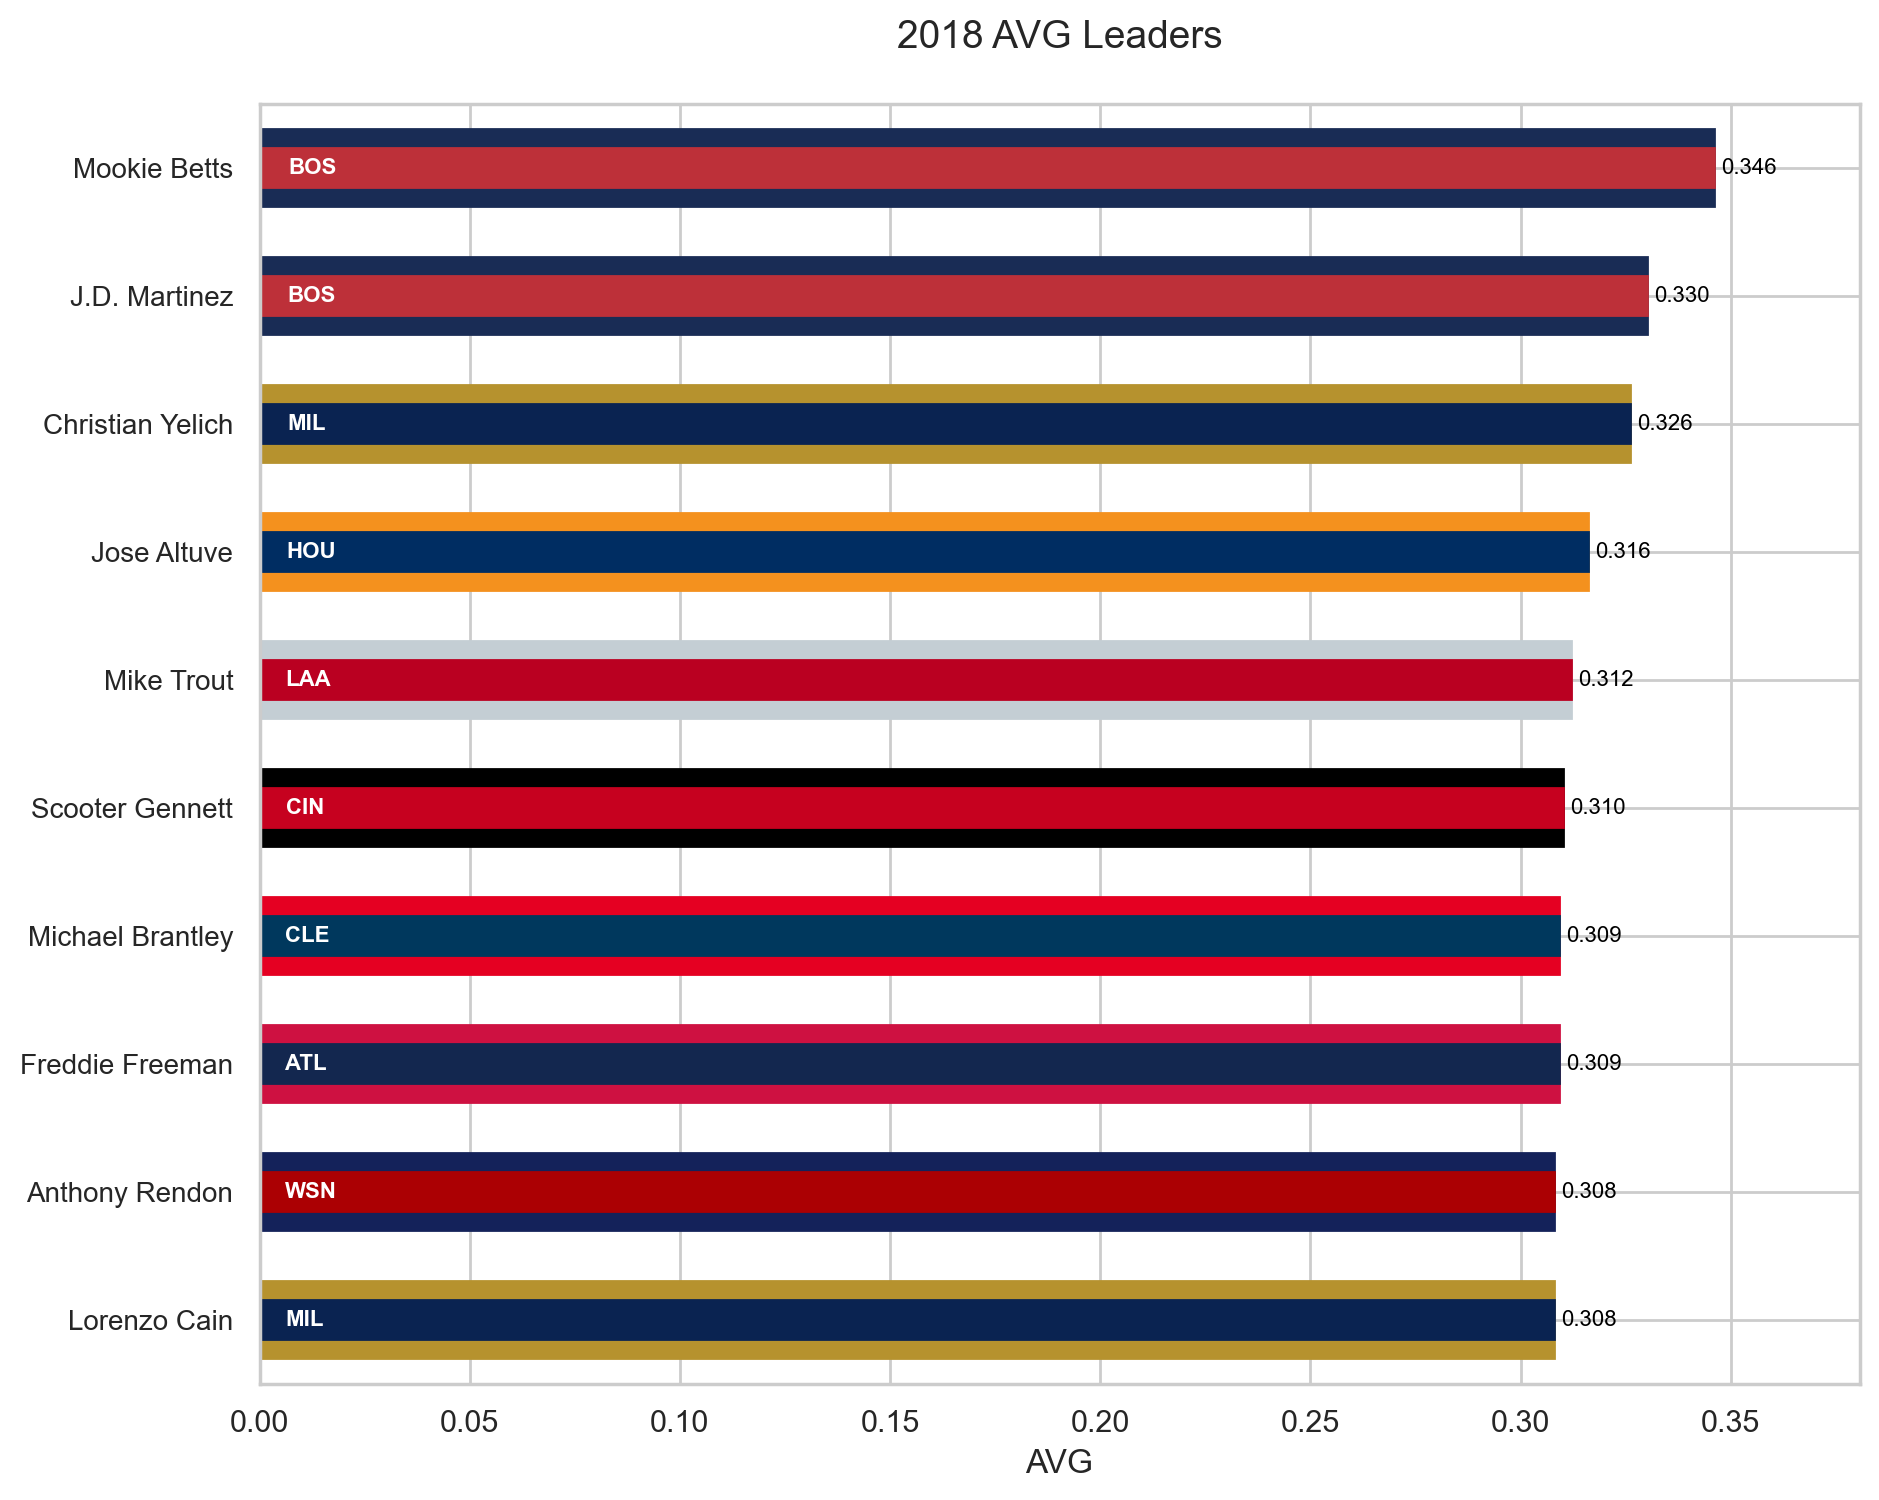 2018 AVG Leaders
Mookie Betts BOS 0.346
J.D. Martinez BOS 0.330
Christian Yelich MIL 0.326
Jose Altuve HOU 0.316
Mike Trout LAA 0.312
Scooter Gennett CIN 0.310
Michael Brantley CLE 0.309
Freddie Freeman ATL 0.309
Anthony Rendon WSN 0.308
Lorenzo Cain MIL 0.308
0.00 0.05 0.10 0.15 0.20 0.25 0.30 0.35
AVG